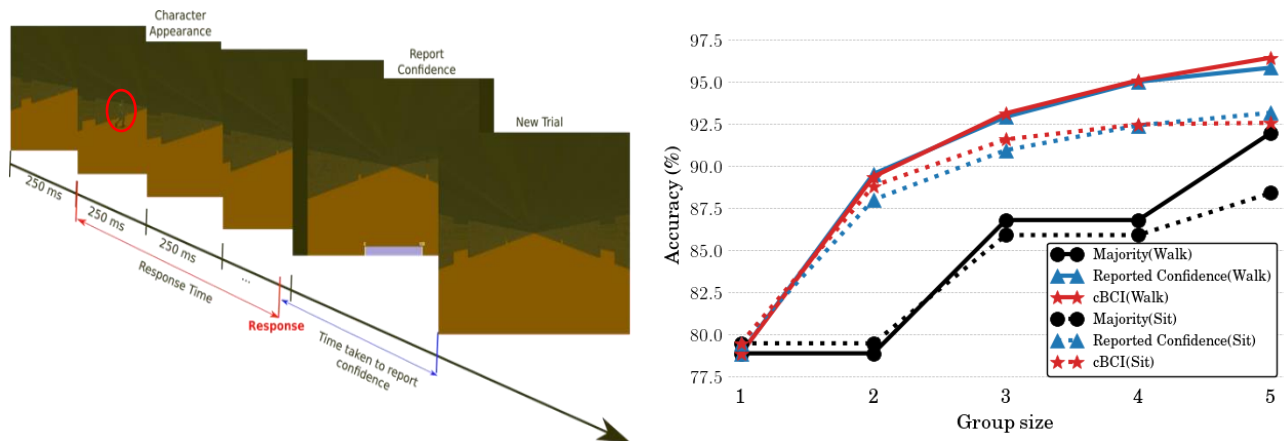 Character
Appearance
Report
Confidence
New Trial
250 ms
250 ms
250 ms
...
Response Time
Response
Time taken to report
confidence
Accuracy (%)
97.5
95.0
92.5
90.0
87.5
85.0
82.5
80.0
77.5
Majority(Walk)
Reported Confidence(Walk)
cBCI(Walk)
Majority(Sit)
Reported Confidence(Sit)
cBCI(Sit)
1 2 3 4 5
Group size